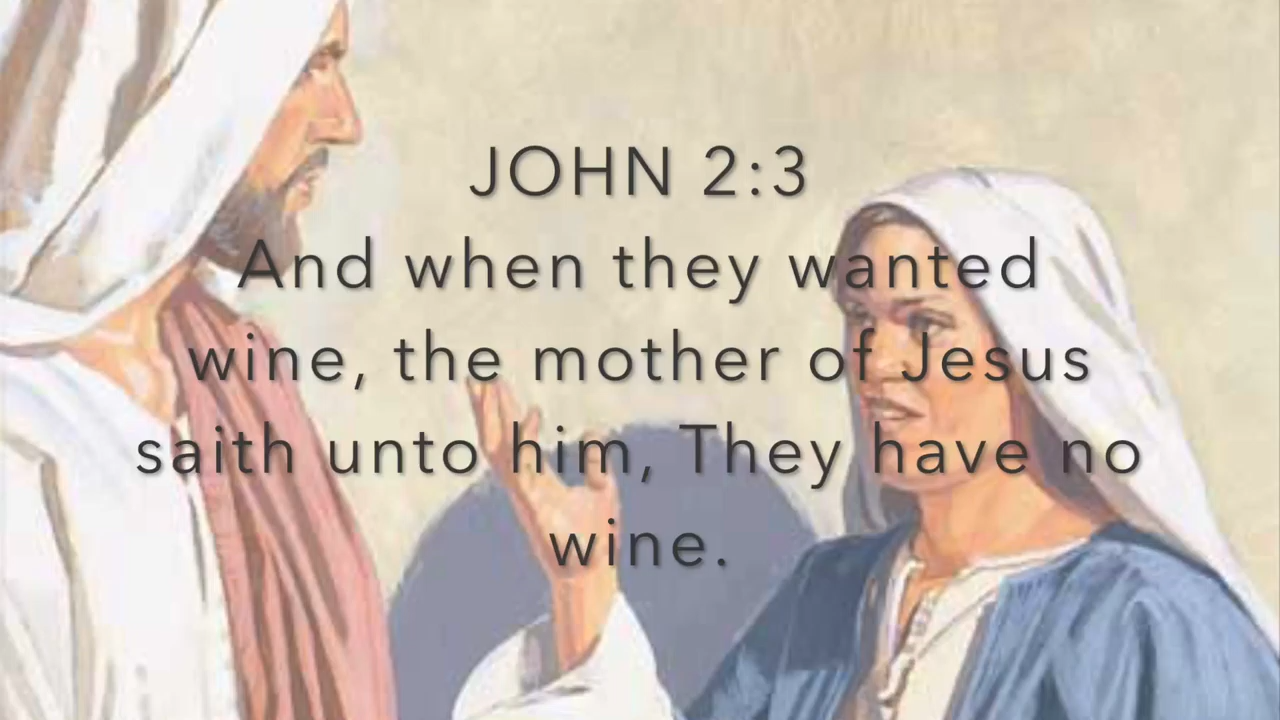 JOHN 2:3
And when they wanted
wine, the mother of Jesus
saith unto him, They have no
wine.